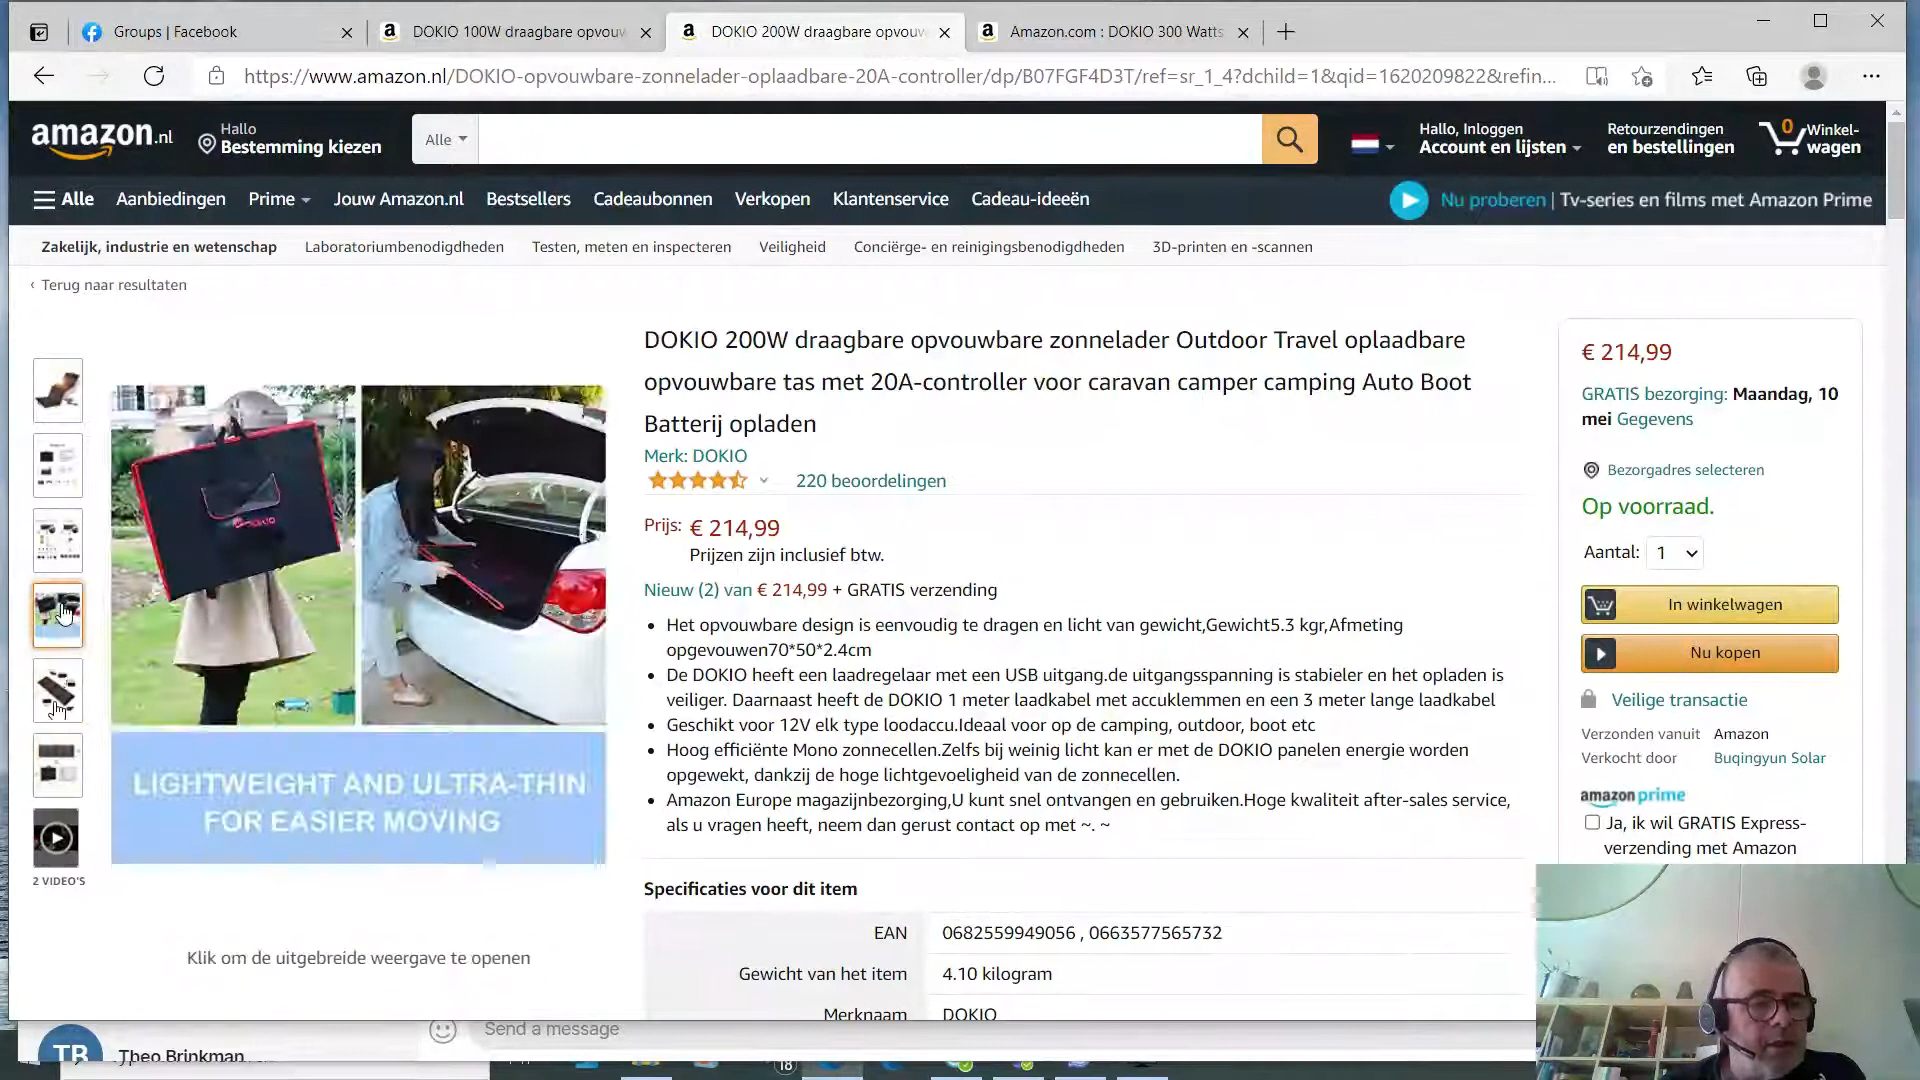 Groups | Facebook
DOKIO 100W draagbare opvouw
DOKIO 200W draagbare opvouw
Amazon.com : DOKIO 300 Watts
https://www.amazon.nl/DOKIO-opvouwbare-zonnelader-oplaadbare-20A-controller/dp/B07FGF4D3T/ref=sr_1_4?dchild=1&qid=1620209822&refin...
amazon.nl
Hallo
Bestemming kiezen
Alle
Hallo, Inloggen
Account en lijsten
Retourzendingen
en bestellingen
0
Winkel-
wagen
Alle
Aanbiedingen
Prime
Jouw Amazon.nl
Bestsellers
Cadeaubonnen
Verkopen
Klantenservice
Cadeau-ideeën
Nu proberen | Tv-series en films met Amazon Prime
Zakelijk, industrie en wetenschap
Laboratoriumbenodigdheden
Testen, meten en inspecteren
Veiligheid
Conciërge- en reinigingsbenodigdheden
3D-printen en -scannen
‹ Terug naar resultaten
DOKIO
LIGHTWEIGHT AND ULTRA-THIN
FOR EASIER MOVING
2 VIDEO'S
Klik om de uitgebreide weergave te openen
DOKIO 200W draagbare opvouwbare zonnelader Outdoor Travel oplaadbare
opvouwbare tas met 20A-controller voor caravan camper camping Auto Boot
Batterij opladen
Merk: DOKIO
220 beoordelingen
Prijs: € 214,99
Prijzen zijn inclusief btw.
Nieuw (2) van € 214,99 + GRATIS verzending
• Het opvouwbare design is eenvoudig te dragen en licht van gewicht,Gewicht5.3 kgr,Afmeting
opgevouwen70*50*2.4cm
• De DOKIO heeft een laadregelaar met een USB uitgang.de uitgangsspanning is stabieler en het opladen is
veiliger. Daarnaast heeft de DOKIO 1 meter laadkabel met accuklemmen en een 3 meter lange laadkabel
• Geschikt voor 12V elk type loodaccu.Ideaal voor op de camping, outdoor, boot etc
• Hoog efficiënte Mono zonnecellen.Zelfs bij weinig licht kan er met de DOKIO panelen energie worden
opgewekt, dankzij de hoge lichtgevoeligheid van de zonnecellen.
• Amazon Europe magazijnbezorging,U kunt snel ontvangen en gebruiken.Hoge kwaliteit after-sales service,
als u vragen heeft, neem dan gerust contact op met ~. ~
Specificaties voor dit item
EAN 0682559949056 , 0663577565732
Gewicht van het item 4.10 kilogram
Merknaam DOKIO
€ 214,99
GRATIS bezorging: Maandag, 10
mei Gegevens
Bezorgadres selecteren
Op voorraad.
Aantal: 1
In winkelwagen
Nu kopen
Veilige transactie
Verzonden vanuit Amazon
Verkocht door Buqingyun Solar
amazon prime
Ja, ik wil GRATIS Express-
verzending met Amazon
TB
Theo Brinkman
Send a message
18